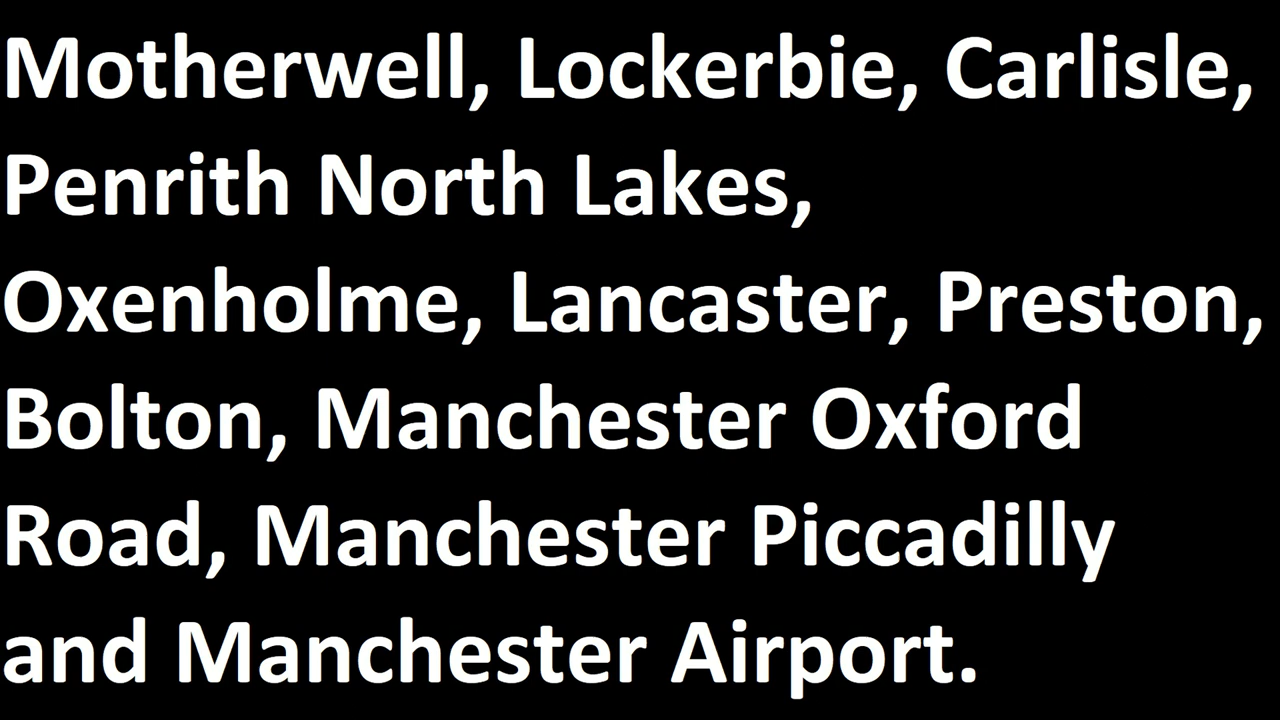 Motherwell, Lockerbie, Carlisle,
Penrith North Lakes,
Oxenholme, Lancaster, Preston,
Bolton, Manchester Oxford
Road, Manchester Piccadilly
and Manchester Airport.